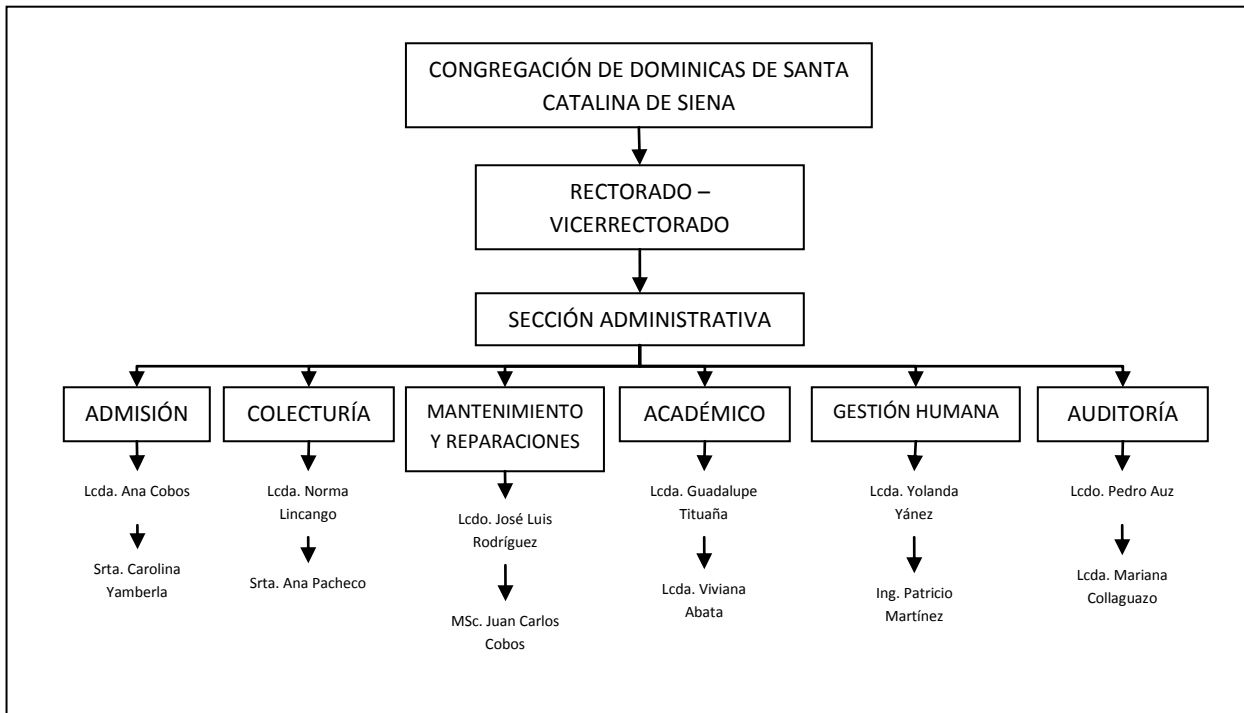 CONGREGACIÓN DE DOMINICAS DE SANTA
CATALINA DE SIENA
RECTORADO –
VICERRECTORADO
SECCIÓN ADMINISTRATIVA
ADMISIÓN
Lcda. Ana Cobos
Srta. Carolina
Yamberla
COLECTURÍA
Lcda. Norma
Lincango
Srta. Ana Pacheco
MANTENIMIENTO
Y REPARACIONES
Lcdo. José Luis
Rodríguez
MSc. Juan Carlos
Cobos
ACADÉMICO
Lcda. Guadalupe
Tituaña
Lcda. Viviana
Abata
GESTIÓN HUMANA
Lcda. Yolanda
Yánez
Ing. Patricio
Martínez
AUDITORÍA
Lcdo. Pedro Auz
Lcda. Mariana
Collaguazo